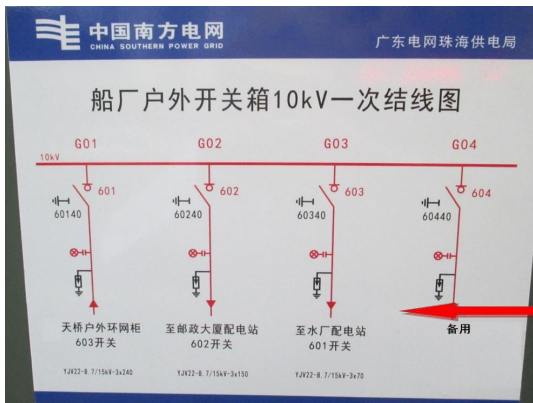 中国南方电网
CHINA SOUTHERN POWER GRID
广东电网珠海供电局
船厂户外开关箱10kV一次结线图
G01 G02 G03 G04
10kV
601 602 603 604
60140 60240 60340 60440
天桥户外环网柜 至邮政大厦配电站 至水厂配电站 备用
603开关 602开关 601开关
YJV22-8.7/15kV-3x240 YJV22-8.7/15kV-3x150 YJV22-8.7/15kV-3x70